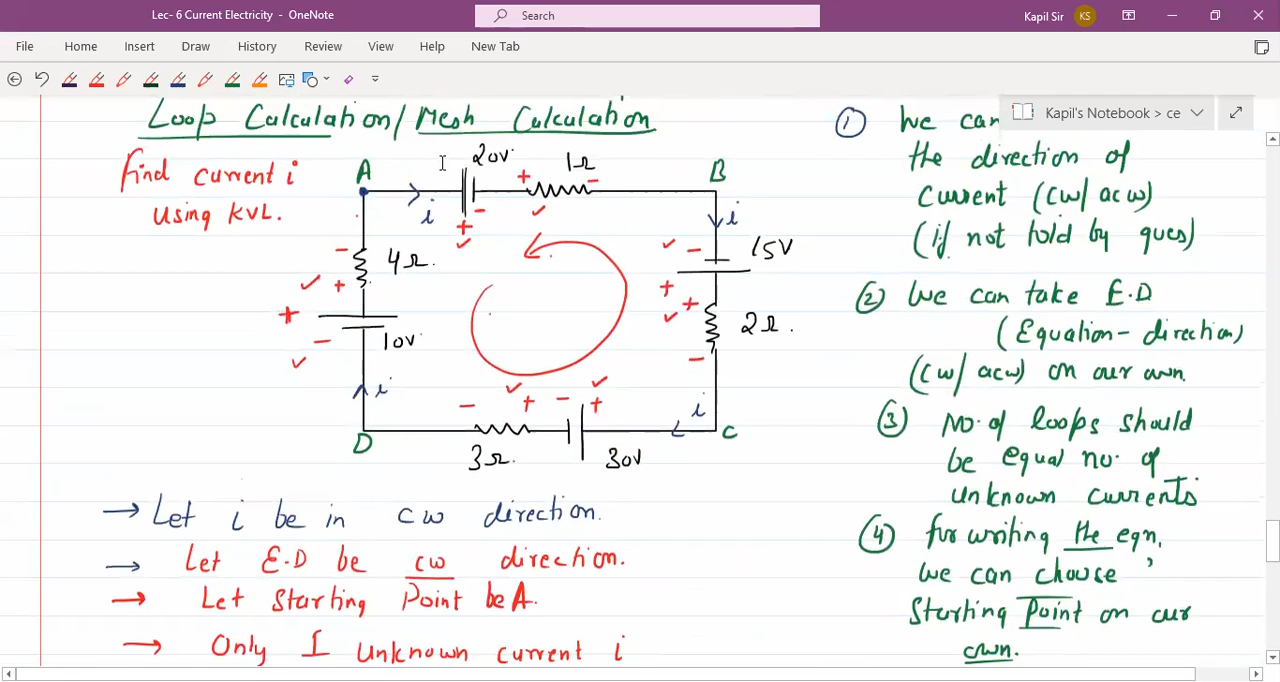 Lec- 6 Current Electricity - OneNote
Search
Kapil Sir
KS
File Home Insert Draw History Review View Help New Tab
Kapil's Notebook > ce
Loop Calculation/Mesh Calculation
find current i
using KVL.
A
20V
1Ω
B
+ -
i
-
+
i
- 15V
+
-
4Ω.
+
+
- 10V
+
2Ω.
-
i
- + - +
i
D
3Ω.
30V
C
→ Let i be in cw direction.
→ Let E.D be cw direction.
→ Let Starting Point be A.
→ Only 1 unknown current i
① We can
the direction of
current (cw/acw)
(if not told by ques)
② We can take E.D
(Equation-direction)
(cw/acw) on our own.
③ No. of loops should
be equal no. of
unknown currents
④ for writing the eqn,
we can choose
starting Point on our
own.